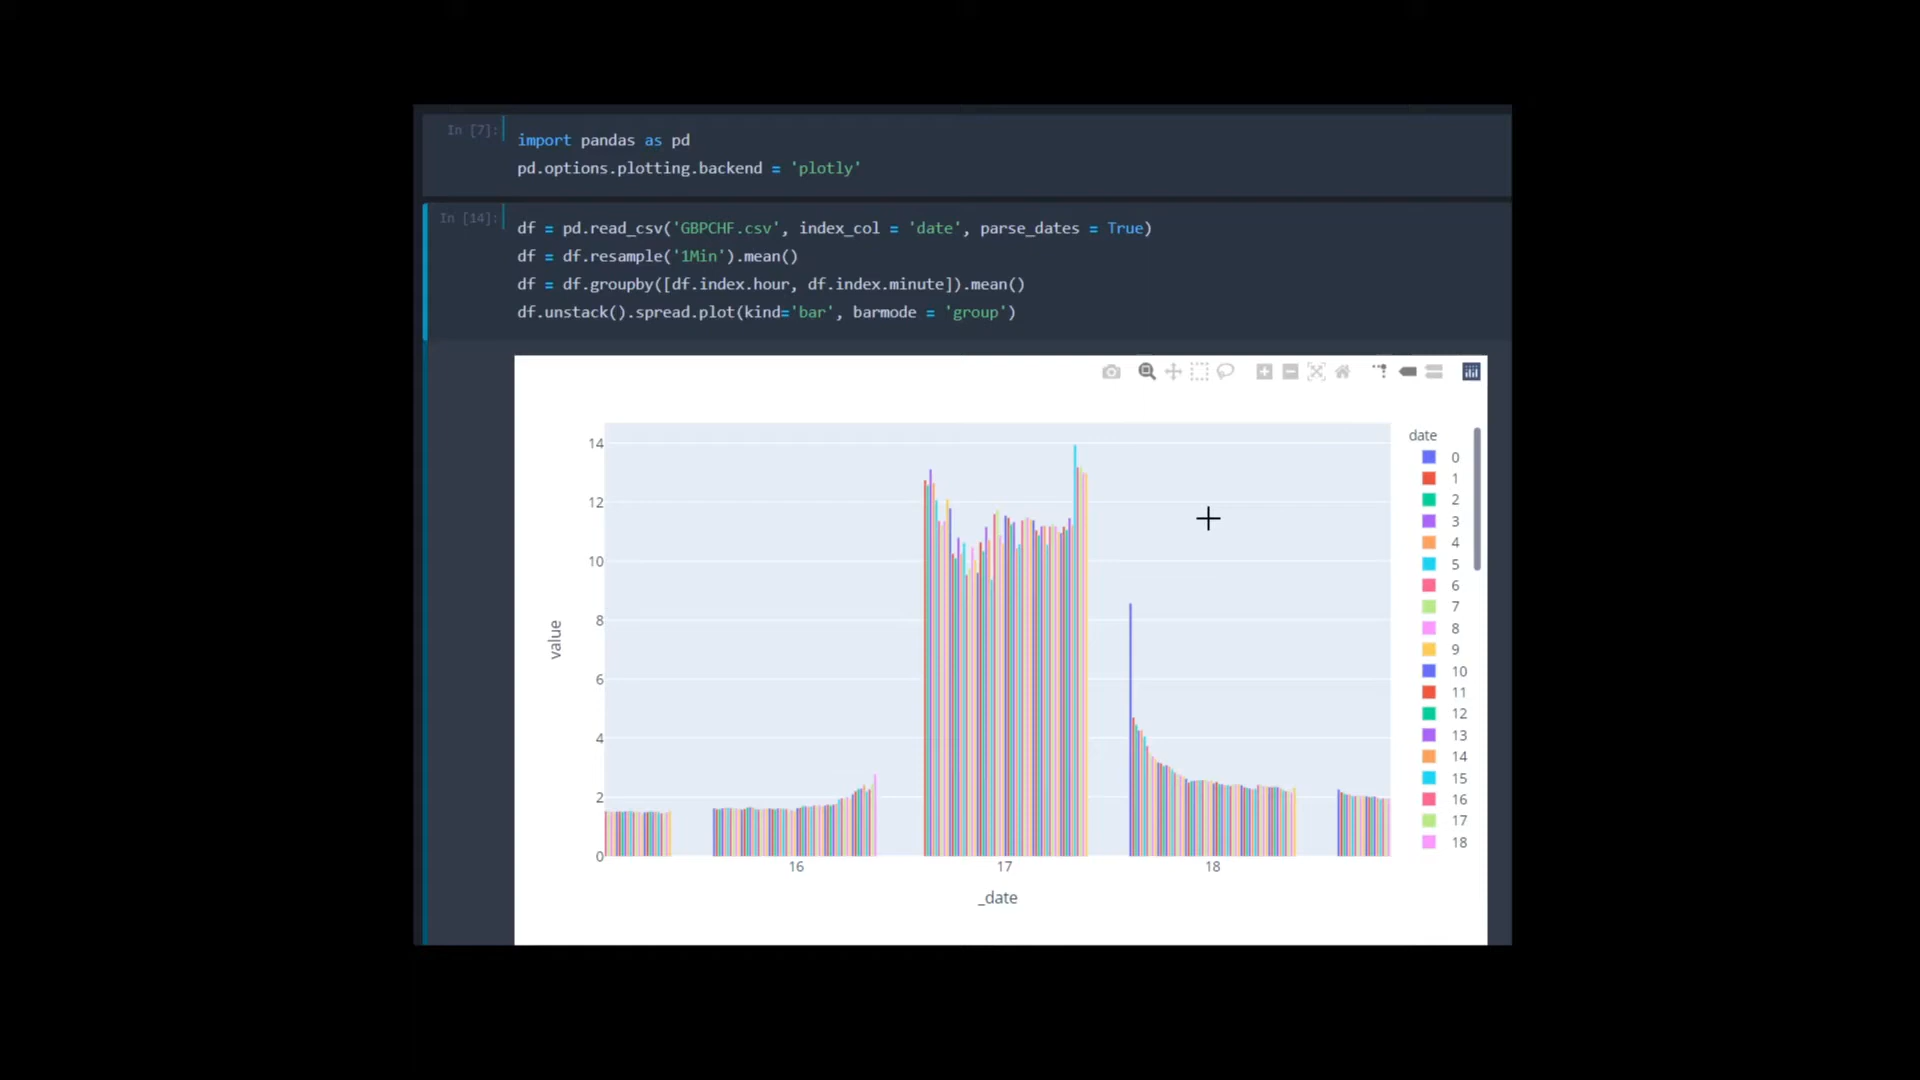 In [7]:
import pandas as pd
pd.options.plotting.backend = 'plotly'
In [14]:
df = pd.read_csv('GBPCHF.csv', index_col = 'date', parse_dates = True)
df = df.resample('1Min').mean()
df = df.groupby([df.index.hour, df.index.minute]).mean()
df.unstack().spread.plot(kind='bar', barmode = 'group')
14
12
10
8
6
4
2
0
value
16 17 18
_date
date
0
1
2
3
4
5
6
7
8
9
10
11
12
13
14
15
16
17
18